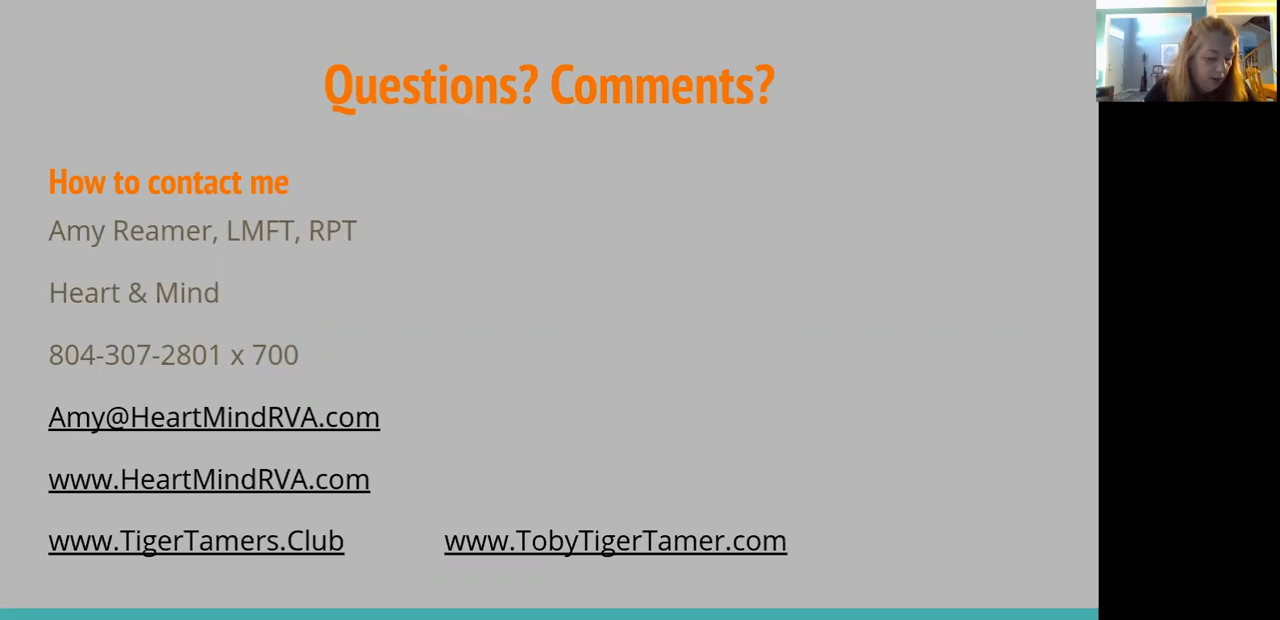 Questions? Comments?
How to contact me
Amy Reamer, LMFT, RPT
Heart & Mind
804-307-2801 x 700
Amy@HeartMindRVA.com
www.HeartMindRVA.com
www.TigerTamers.Club www.TobyTigerTamer.com